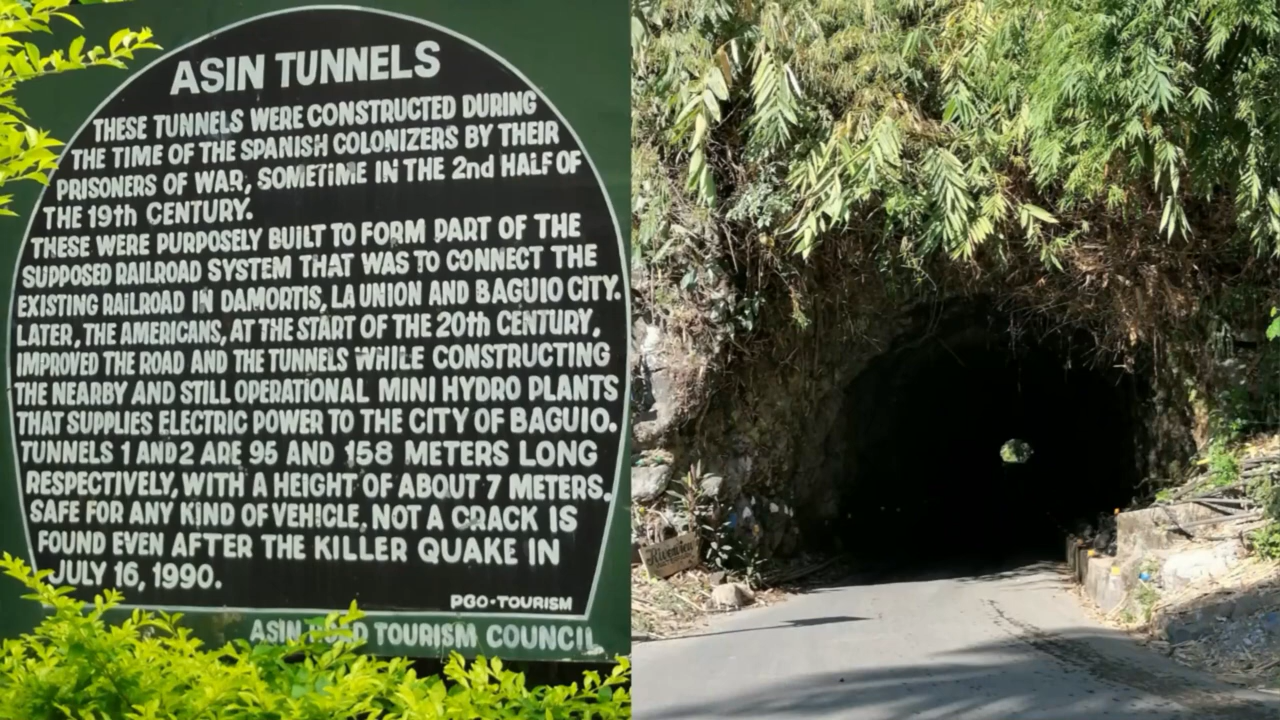 ASIN TUNNELS
THESE TUNNELS WERE CONSTRUCTED DURING
THE TIME OF THE SPANISH COLONIZERS BY THEIR
PRISONERS OF WAR, SOMETIME IN THE 2nd HALF OF
THE 19th CENTURY.
THESE WERE PURPOSELY BUILT TO FORM PART OF THE
SUPPOSED RAILROAD SYSTEM THAT WAS TO CONNECT THE
EXISTING RAILROAD IN DAMORTIS, LA UNION AND BAGUIO CITY.
LATER, THE AMERICANS, AT THE START OF THE 20th CENTURY,
IMPROVED THE ROAD AND THE TUNNELS WHILE CONSTRUCTING
THE NEARBY AND STILL OPERATIONAL MINI HYDRO PLANTS
THAT SUPPLIES ELECTRIC POWER TO THE CITY OF BAGUIO.
TUNNELS 1 AND 2 ARE 95 AND 158 METERS LONG
RESPECTIVELY, WITH A HEIGHT OF ABOUT 7 METERS.
SAFE FOR ANY KIND OF VEHICLE, NOT A CRACK IS
FOUND EVEN AFTER THE KILLER QUAKE IN
JULY 16, 1990.
PGO-TOURISM
ASIN TOURISM COUNCIL